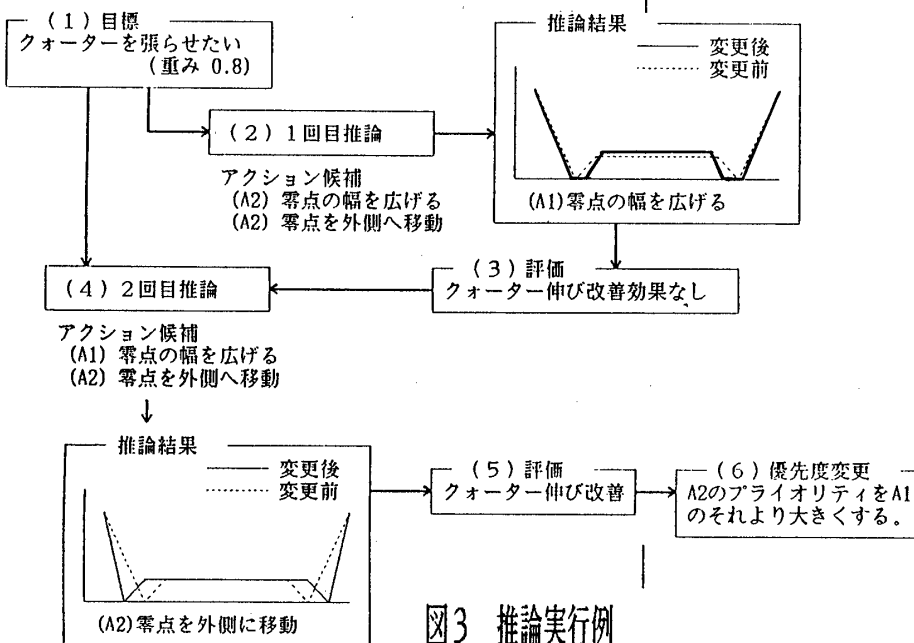 (1)目標
クォーターを張らせたい
(重み 0.8)
(2)1回目推論
アクション候補
(A2) 零点の幅を広げる
(A2) 零点を外側へ移動
推論結果
変更後
変更前
(A1)零点の幅を広げる
(3)評価
クォーター伸び改善効果なし
(4)2回目推論
アクション候補
(A1) 零点の幅を広げる
(A2) 零点を外側へ移動
推論結果
変更後
変更前
(A2)零点を外側に移動
(5)評価
クォーター伸び改善
(6)優先度変更
A2のプライオリティをA1
のそれより大きくする。
図3 推論実行例